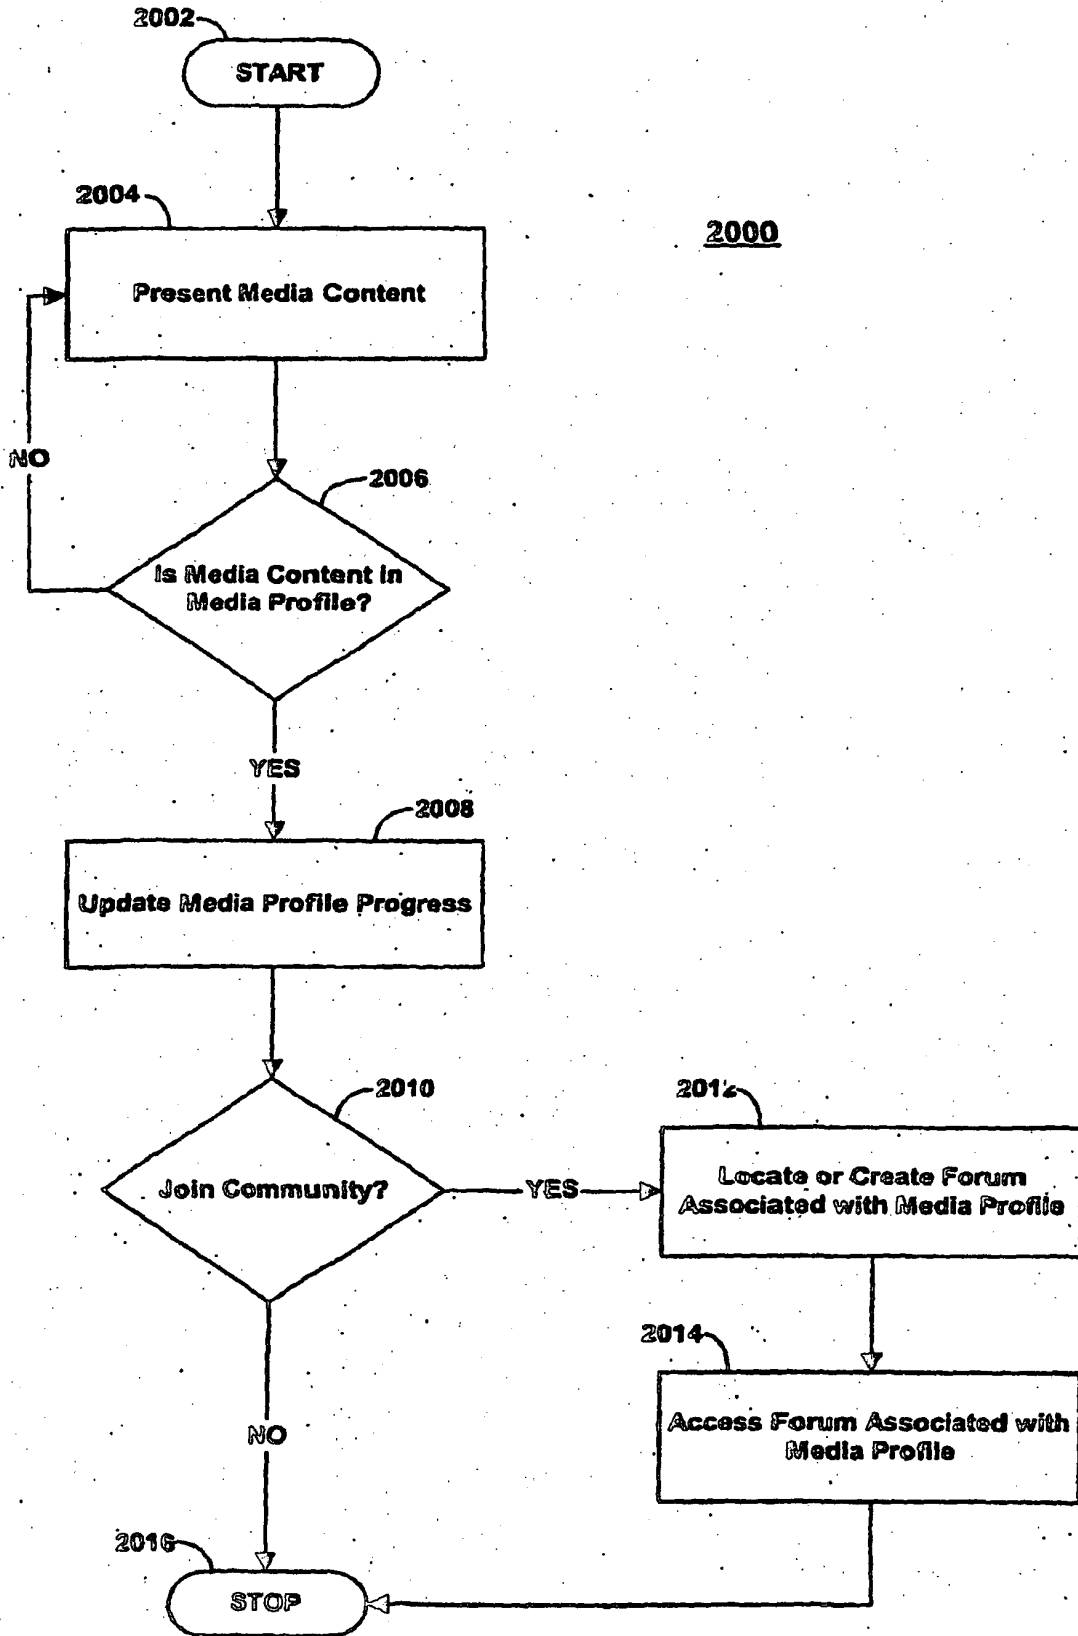 2002
START
2004
2000
Present Media Content
NO
2006
Is Media Content in
Media Profile?
YES
2008
Update Media Profile Progress
2010
Join Community?
YES
2012
Locate or Create Forum
Associated with Media Profile
2014
Access Forum Associated with
Media Profile
NO
2016
STOP